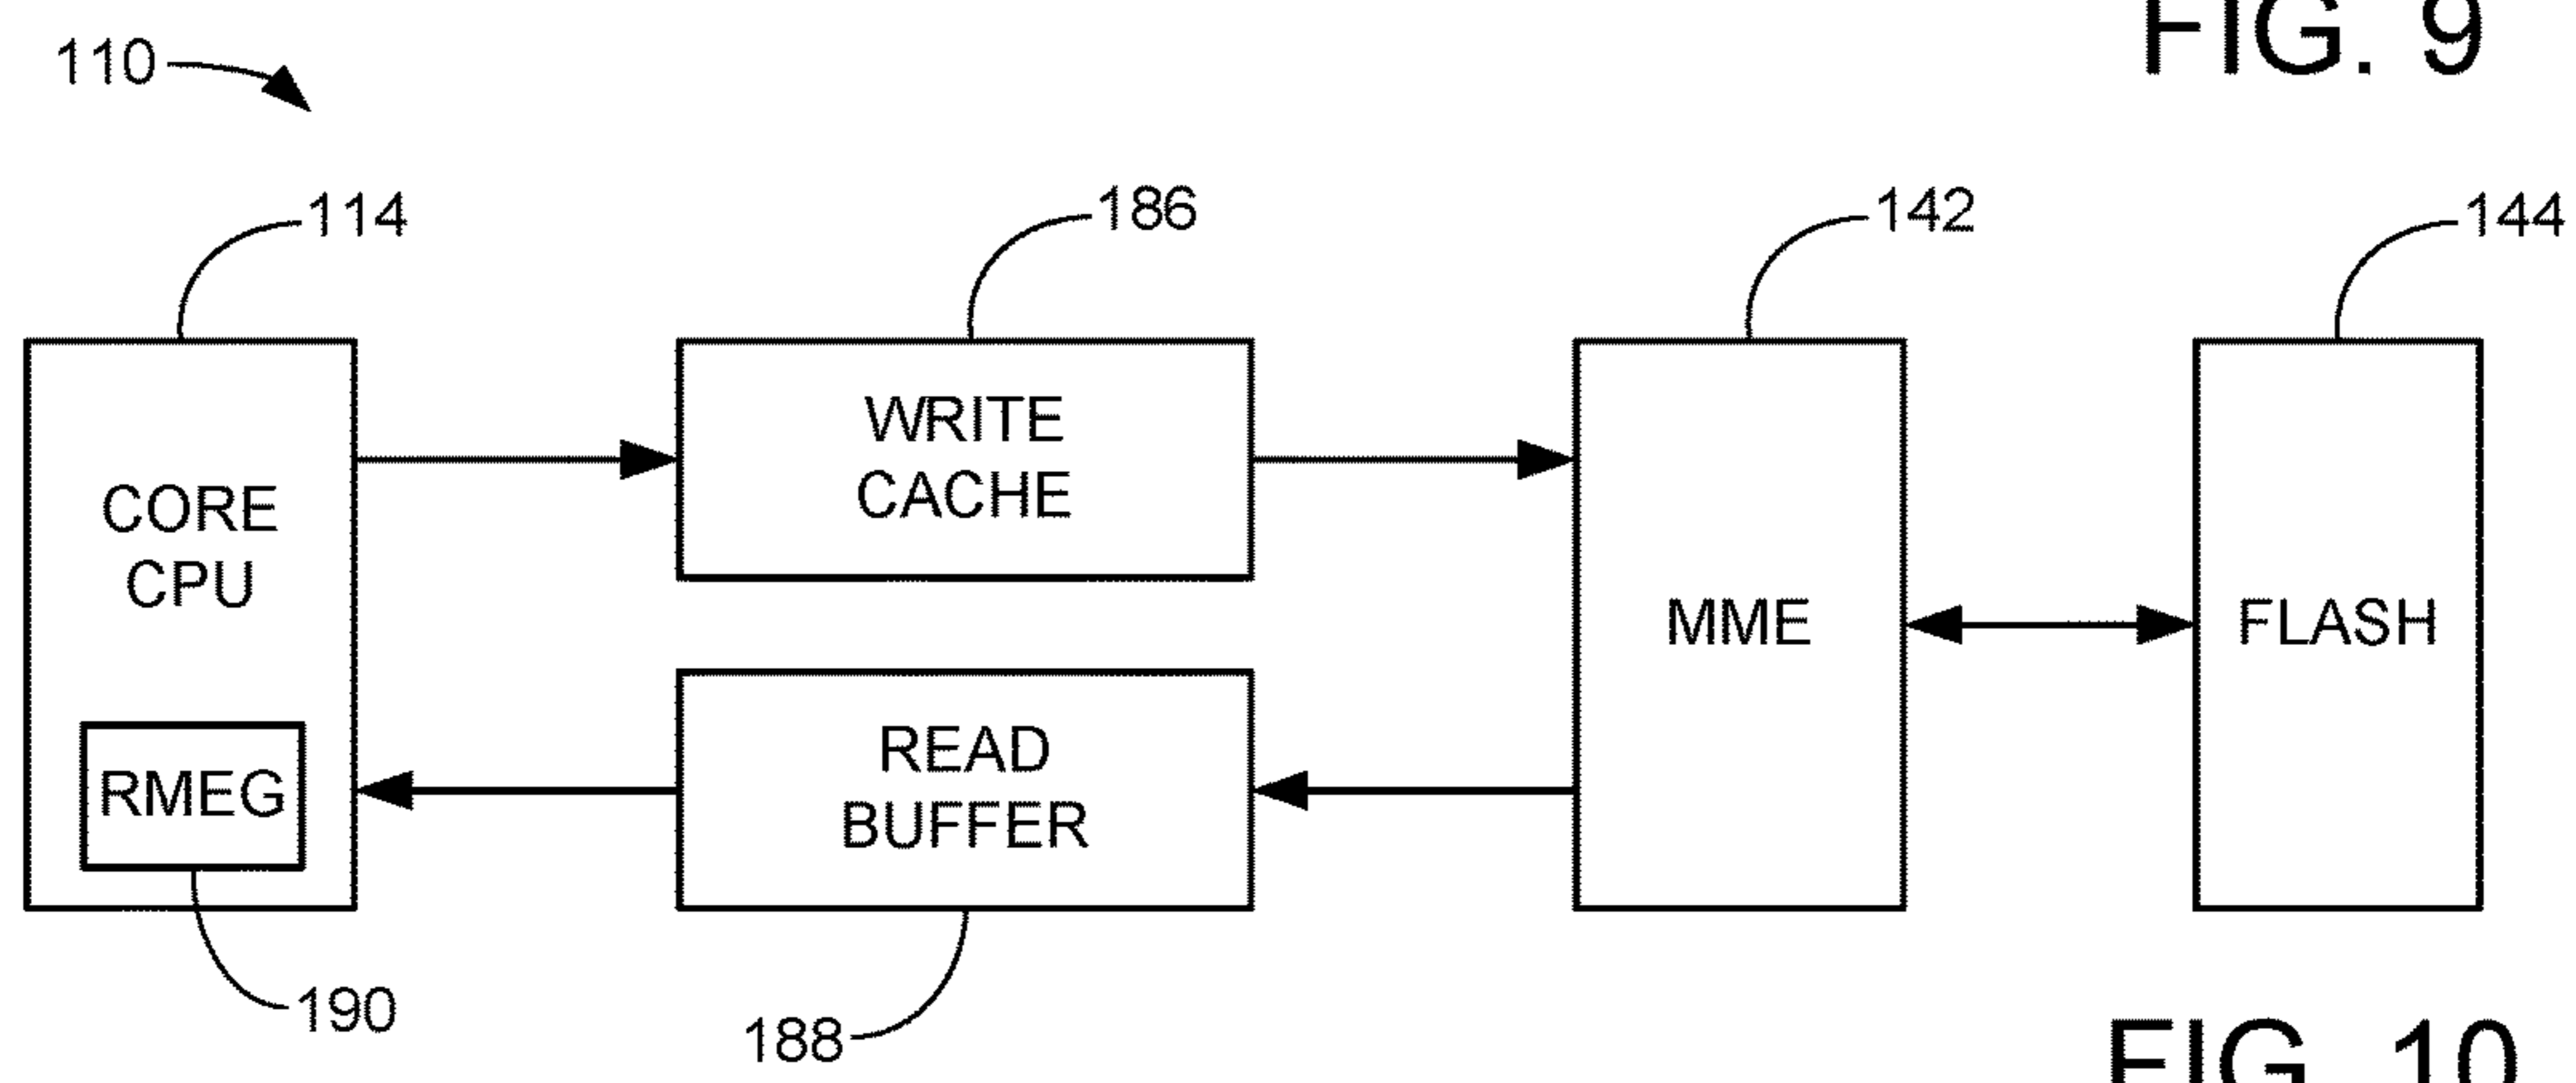 FIG. 9
110
114
186
142
144
WRITE
CACHE
CORE
CPU
MME
FLASH
READ
BUFFER
RMEG
190
188
FIG. 10